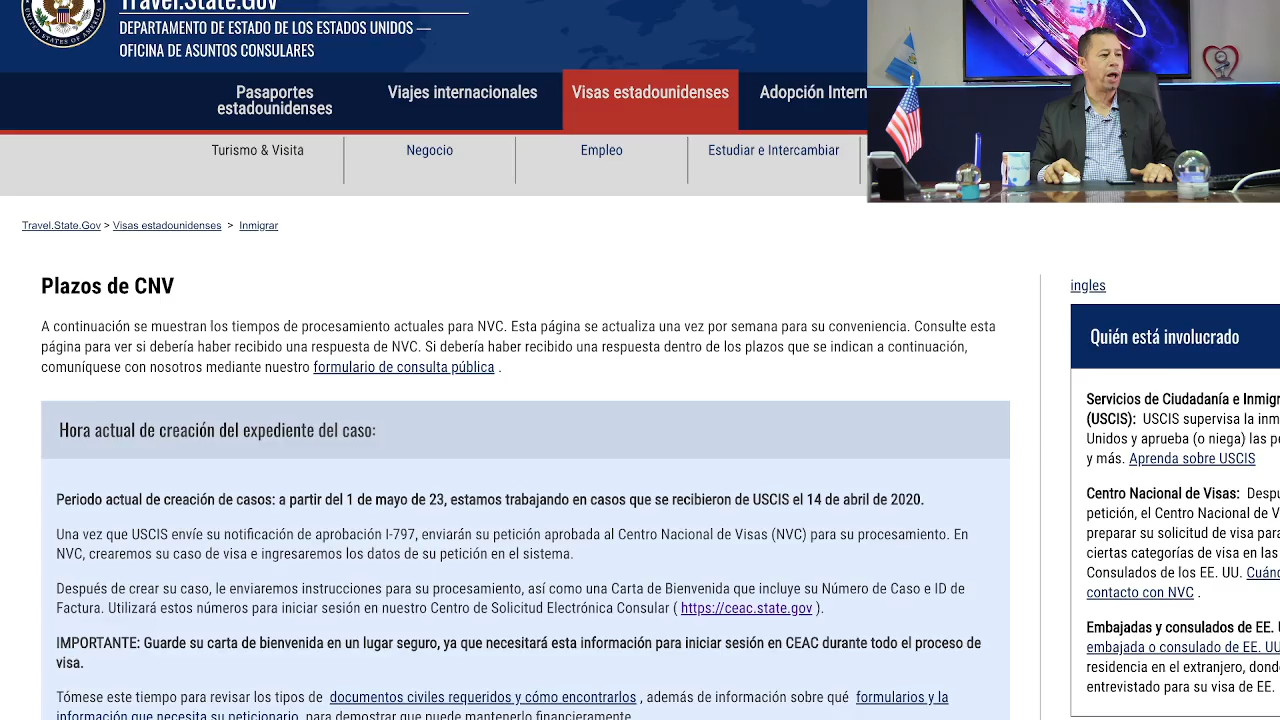 Travel.State.Gov
DEPARTAMENTO DE ESTADO DE LOS ESTADOS UNIDOS —
OFICINA DE ASUNTOS CONSULARES
Pasaportes
estadounidenses
Viajes internacionales
Visas estadounidenses
Adopción Intern
Turismo & Visita
Negocio
Empleo
Estudiar e Intercambiar
Travel.State.Gov > Visas estadounidenses > Inmigrar
Plazos de CNV
A continuación se muestran los tiempos de procesamiento actuales para NVC. Esta página se actualiza una vez por semana para su conveniencia. Consulte esta
página para ver si debería haber recibido una respuesta de NVC. Si debería haber recibido una respuesta dentro de los plazos que se indican a continuación,
comuníquese con nosotros mediante nuestro formulario de consulta pública .
Hora actual de creación del expediente del caso:
Periodo actual de creación de casos: a partir del 1 de mayo de 23, estamos trabajando en casos que se recibieron de USCIS el 14 de abril de 2020.
Una vez que USCIS envíe su notificación de aprobación I-797, enviarán su petición aprobada al Centro Nacional de Visas (NVC) para su procesamiento. En
NVC, crearemos su caso de visa e ingresaremos los datos de su petición en el sistema.
Después de crear su caso, le enviaremos instrucciones para su procesamiento, así como una Carta de Bienvenida que incluye su Número de Caso e ID de
Factura. Utilizará estos números para iniciar sesión en nuestro Centro de Solicitud Electrónica Consular ( https://ceac.state.gov ).
IMPORTANTE: Guarde su carta de bienvenida en un lugar seguro, ya que necesitará esta información para iniciar sesión en CEAC durante todo el proceso de
visa.
Tómese este tiempo para revisar los tipos de documentos civiles requeridos y cómo encontrarlos , además de información sobre qué formularios y la
información que necesita su peticionario para demostrar que puede mantenerlo financieramente.
ingles
Quién está involucrado
Servicios de Ciudadanía e Inmigr
(USCIS): USCIS supervisa la inm
Unidos y aprueba (o niega) las pe
y más. Aprenda sobre USCIS
Centro Nacional de Visas: Despu
petición, el Centro Nacional de V
preparar su solicitud de visa para
ciertas categorías de visa en las
Consulados de los EE. UU. Cuánd
contacto con NVC .
Embajadas y consulados de EE. U
embajada o consulado de EE. UU
residencia en el extranjero, dond
entrevistado para su visa de EE.